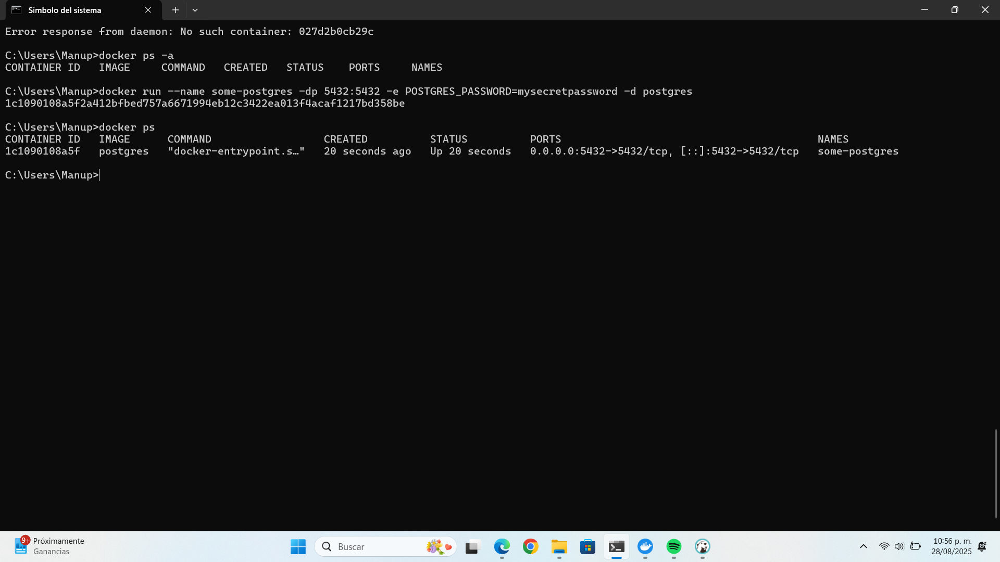 Símbolo del sistema
Error response from daemon: No such container: 027d2b0cb29c
C:\Users\Manup>docker ps -a
CONTAINER ID   IMAGE     COMMAND   CREATED   STATUS    PORTS     NAMES
C:\Users\Manup>docker run --name some-postgres -dp 5432:5432 -e POSTGRES_PASSWORD=mysecretpassword -d postgres
1c1090108a5f2a412bfbed757a6671994eb12c3422ea013f4acaf1217bd358be
C:\Users\Manup>docker ps
CONTAINER ID   IMAGE      COMMAND                  CREATED          STATUS          PORTS                                         NAMES
1c1090108a5f   postgres   "docker-entrypoint.s…"   20 seconds ago   Up 20 seconds   0.0.0.0:5432->5432/tcp, [::]:5432->5432/tcp   some-postgres
C:\Users\Manup>
9+
Próximamente
Ganancias
Buscar
10:56 p. m.
28/08/2025